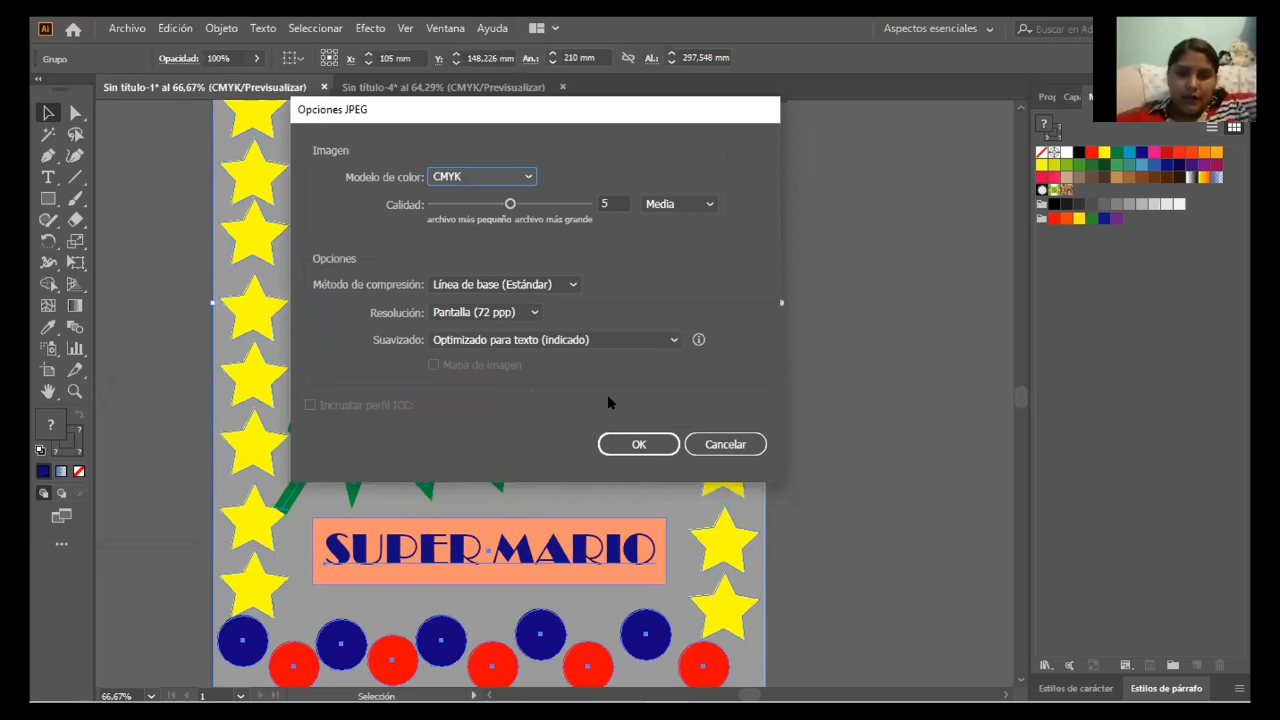 Ai
Archivo Edición Objeto Texto Seleccionar Efecto Ver Ventana Ayuda
Aspectos esenciales
Buscar en Ad
Grupo
Opacidad: 100%
X: 105 mm
Y: 148,226 mm
An.: 210 mm
Al.: 297,548 mm
Sin título-1* al 66,67% (CMYK/Previsualizar)
Sin título-4* al 64,29% (CMYK/Previsualizar)
Opciones JPEG
Imagen
Modelo de color: CMYK
Calidad: 5 Media
archivo más pequeño archivo más grande
Opciones
Método de compresión: Línea de base (Estándar)
Resolución: Pantalla (72 ppp)
Suavizado: Optimizado para texto (indicado)
Mapa de imagen
Incrustar perfil ICC:
OK Cancelar
SUPER MARIO
66,67% 1 Selección
Estilos de carácter Estilos de párrafo